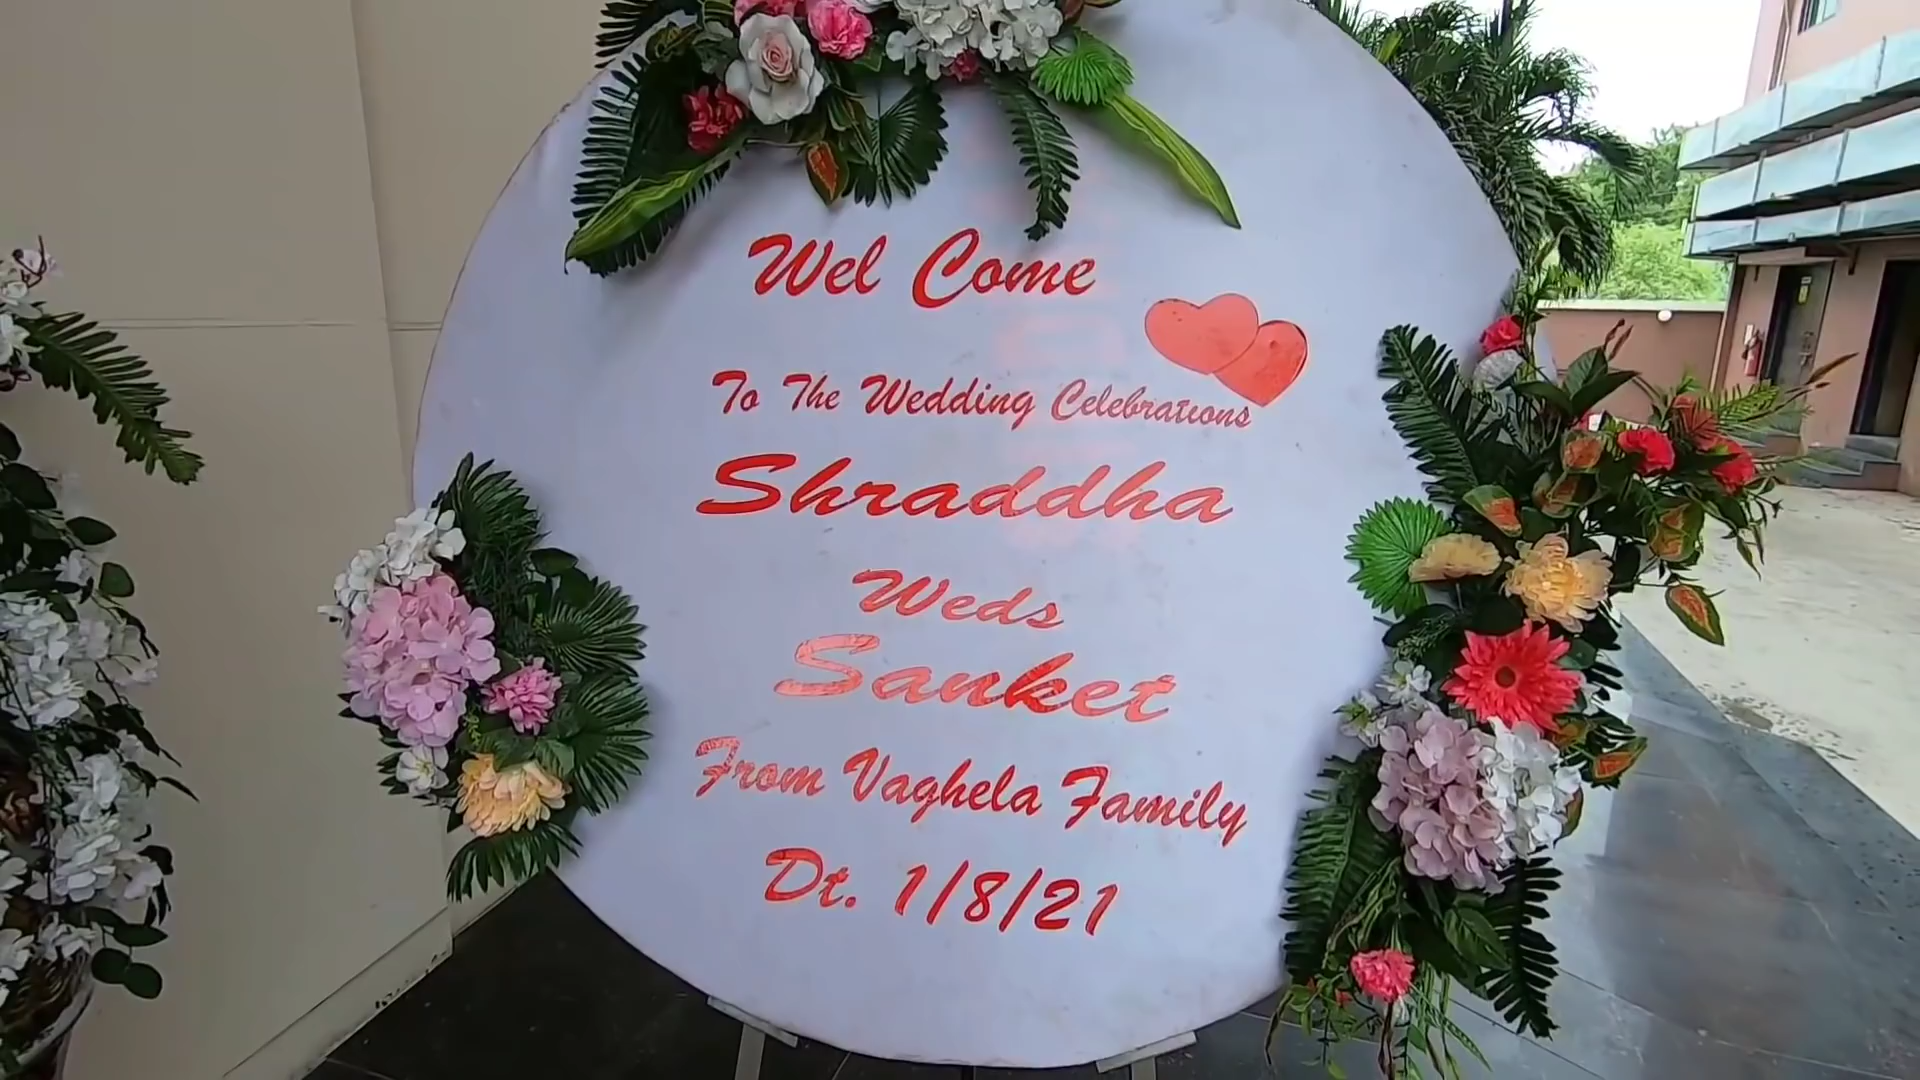 Wel Come
To The Wedding Celebrations
Shraddha
Weds
Sanket
From Vaghela Family
Dt. 1/8/21